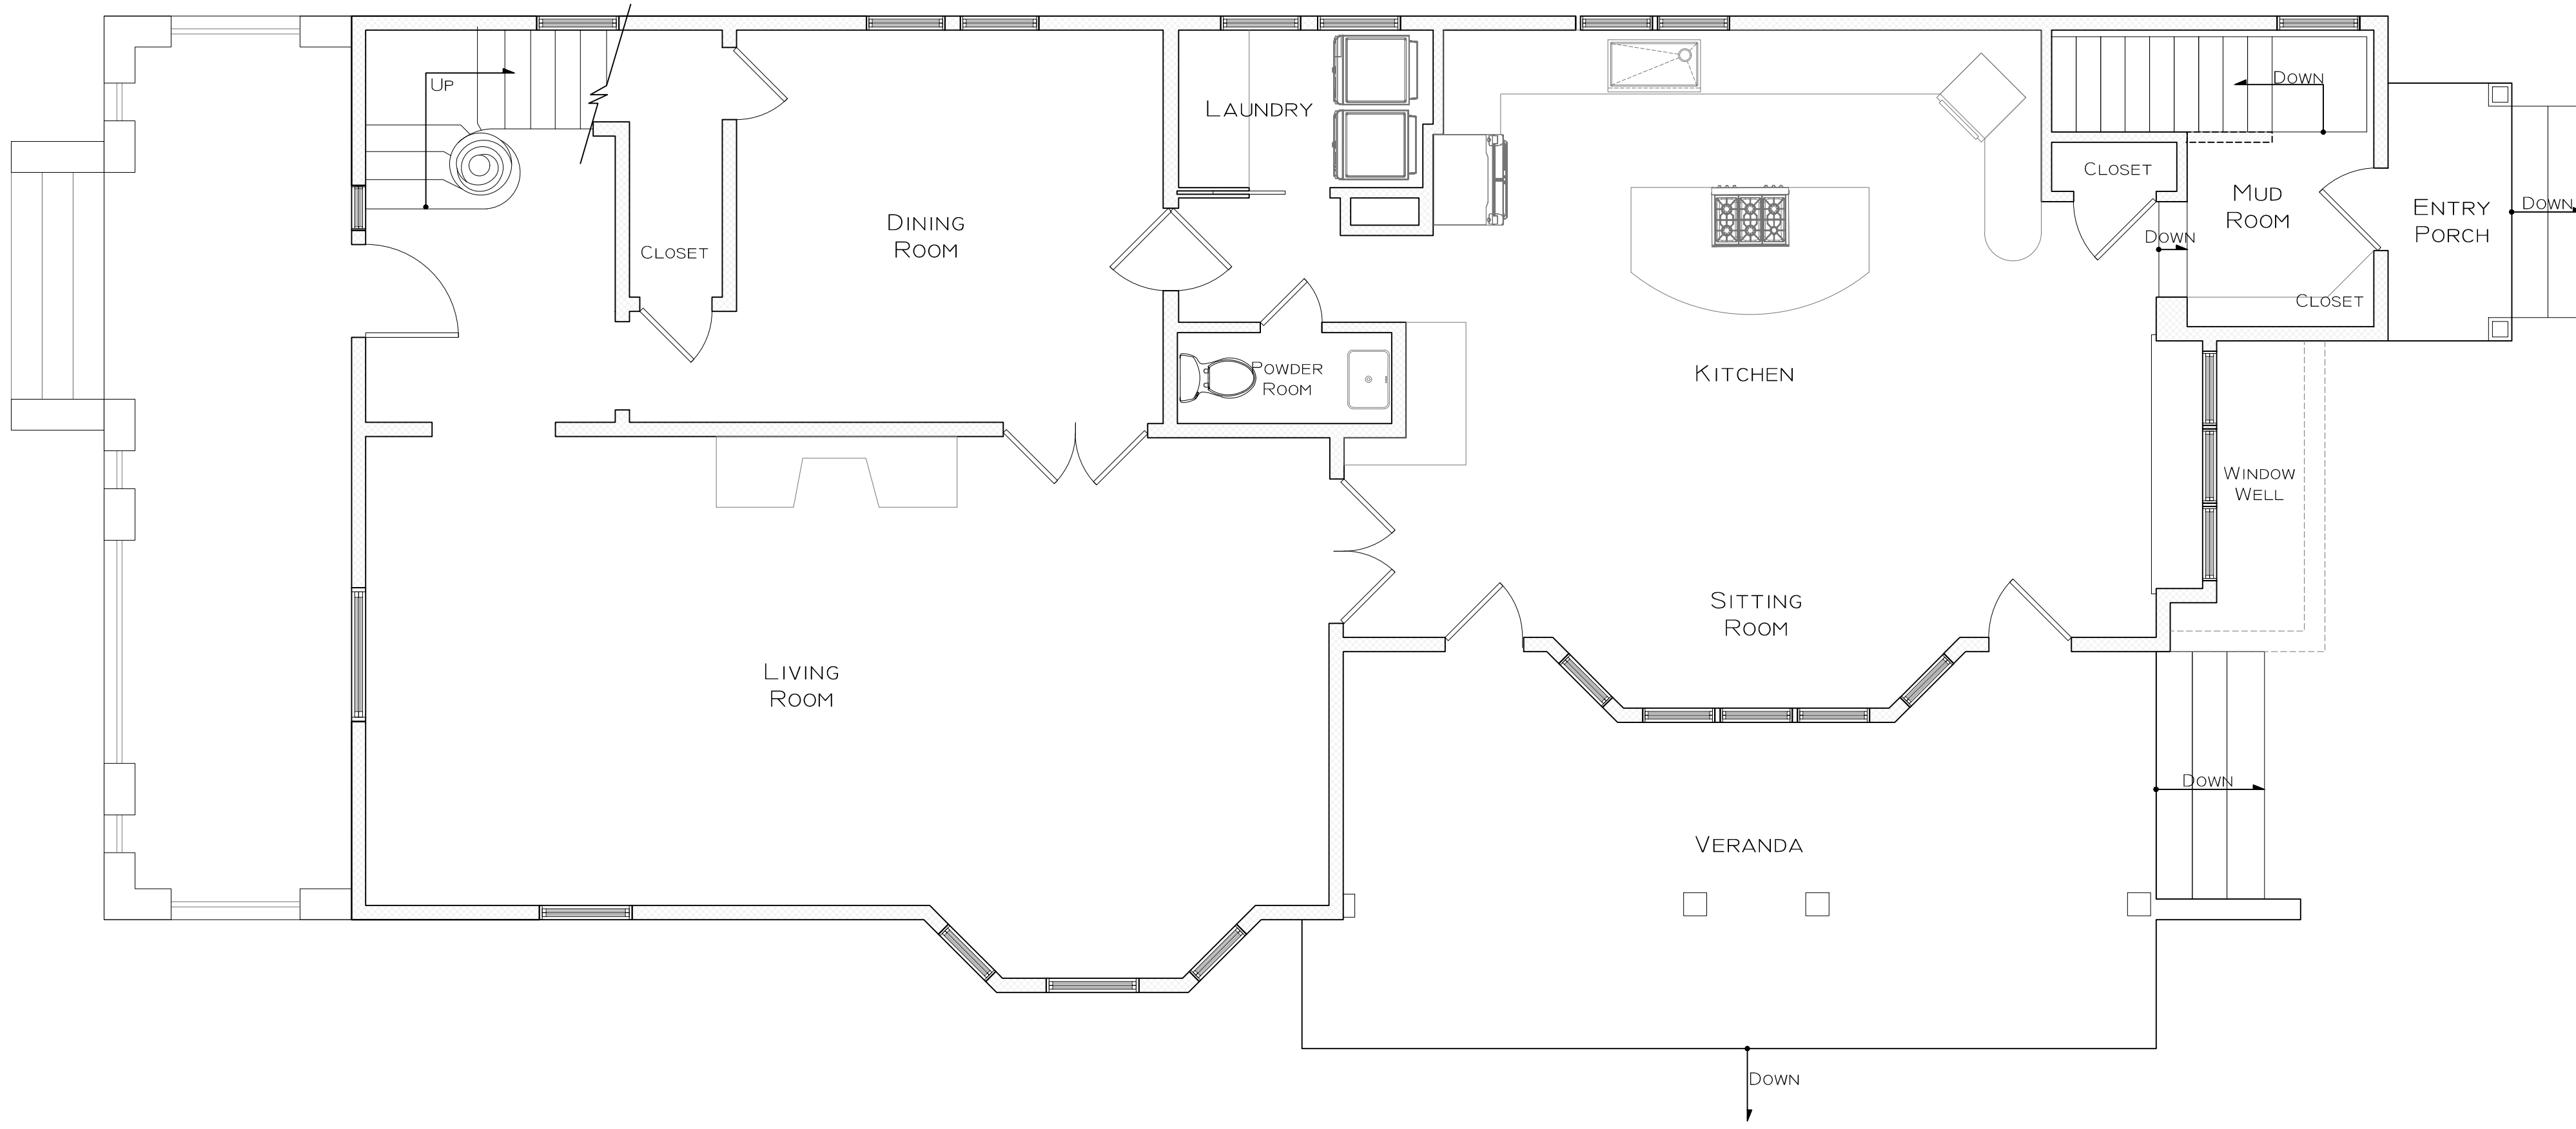 UP
DOWN
LAUNDRY
CLOSET
MUD
ROOM
DOWN
ENTRY
PORCH
DINING
ROOM
CLOSET
DOWN
CLOSET
POWDER
ROOM
KITCHEN
WINDOW
WELL
SITTING
ROOM
LIVING
ROOM
DOWN
VERANDA
DOWN